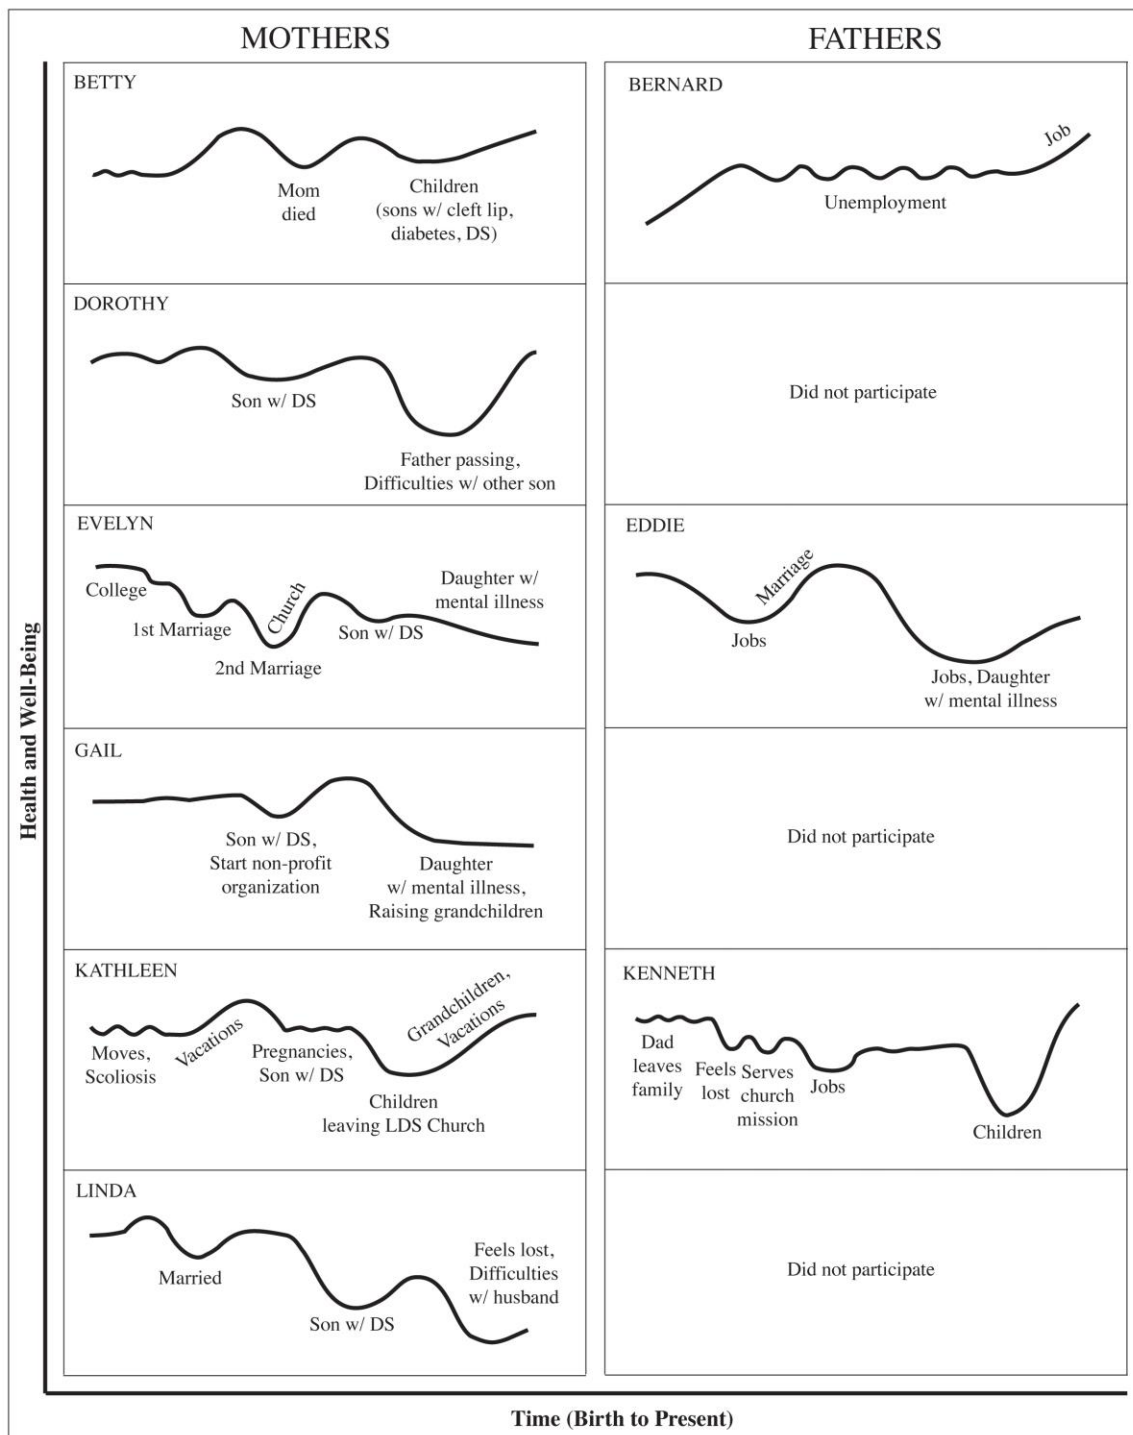 MOTHERS
FATHERS
BETTY
Mom
died
Children
(sons w/ cleft lip,
diabetes, DS)
BERNARD
Job
Unemployment
DOROTHY
Son w/ DS
Father passing,
Difficulties w/ other son
Did not participate
EVELYN
College
1st Marriage
Church
2nd Marriage
Son w/ DS
Daughter w/
mental illness
EDDIE
Marriage
Jobs
Jobs, Daughter
w/ mental illness
GAIL
Son w/ DS,
Start non-profit
organization
Daughter
w/ mental illness,
Raising grandchildren
Did not participate
KATHLEEN
Moves,
Scoliosis
Vacations
Pregnancies,
Son w/ DS
Children
leaving LDS Church
Grandchildren,
Vacations
KENNETH
Dad
leaves
family
Feels
lost
Serves
church
mission
Jobs
Children
LINDA
Married
Son w/ DS
Feels lost,
Difficulties
w/ husband
Did not participate
Health and Well-Being
Time (Birth to Present)